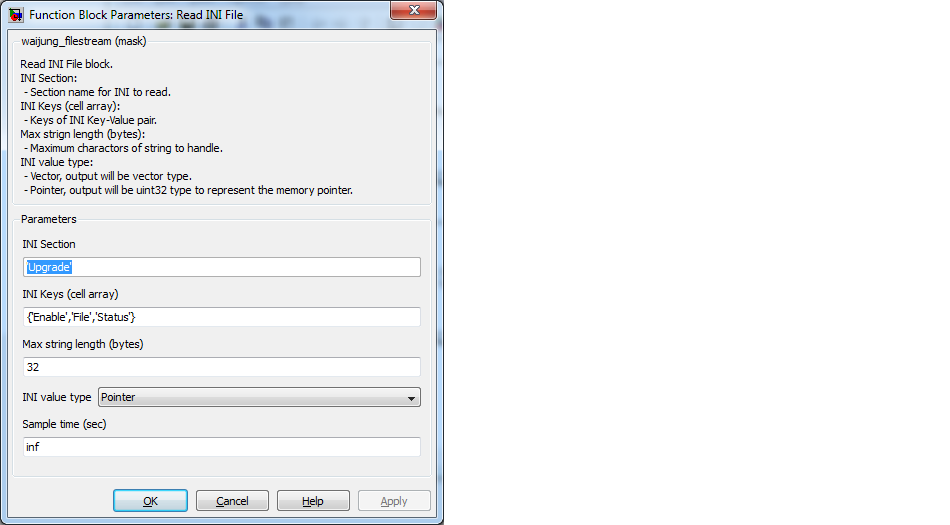 Function Block Parameters: Read INI File
waijung_filestream (mask)
Read INI File block.
INI Section:
- Section name for INI to read.
INI Keys (cell array):
- Keys of INI Key-Value pair.
Max strign length (bytes):
- Maximum charactors of string to handle.
INI value type:
- Vector, output will be vector type.
- Pointer, output will be uint32 type to represent the memory pointer.
Parameters
INI Section
'Upgrade'
INI Keys (cell array)
{'Enable','File','Status'}
Max string length (bytes)
32
INI value type Pointer
Sample time (sec)
inf
OK Cancel Help Apply